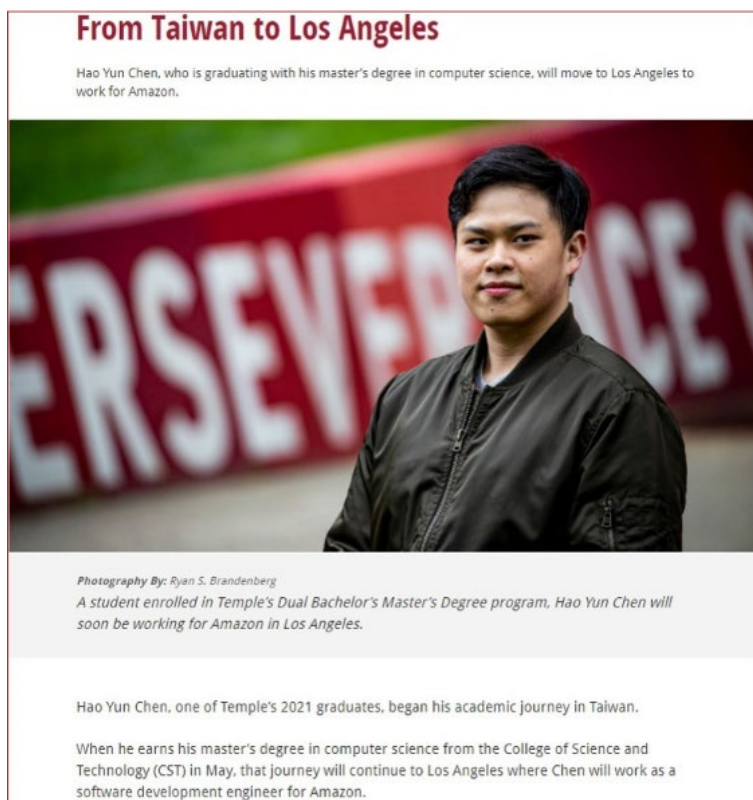 From Taiwan to Los Angeles
Hao Yun Chen, who is graduating with his master's degree in computer science, will move to Los Angeles to
work for Amazon.
ERSEVERANCE
Photography By: Ryan S. Brandenberg
A student enrolled in Temple's Dual Bachelor's Master's Degree program, Hao Yun Chen will
soon be working for Amazon in Los Angeles.
Hao Yun Chen, one of Temple's 2021 graduates, began his academic journey in Taiwan.
When he earns his master's degree in computer science from the College of Science and
Technology (CST) in May, that journey will continue to Los Angeles where Chen will work as a
software development engineer for Amazon.